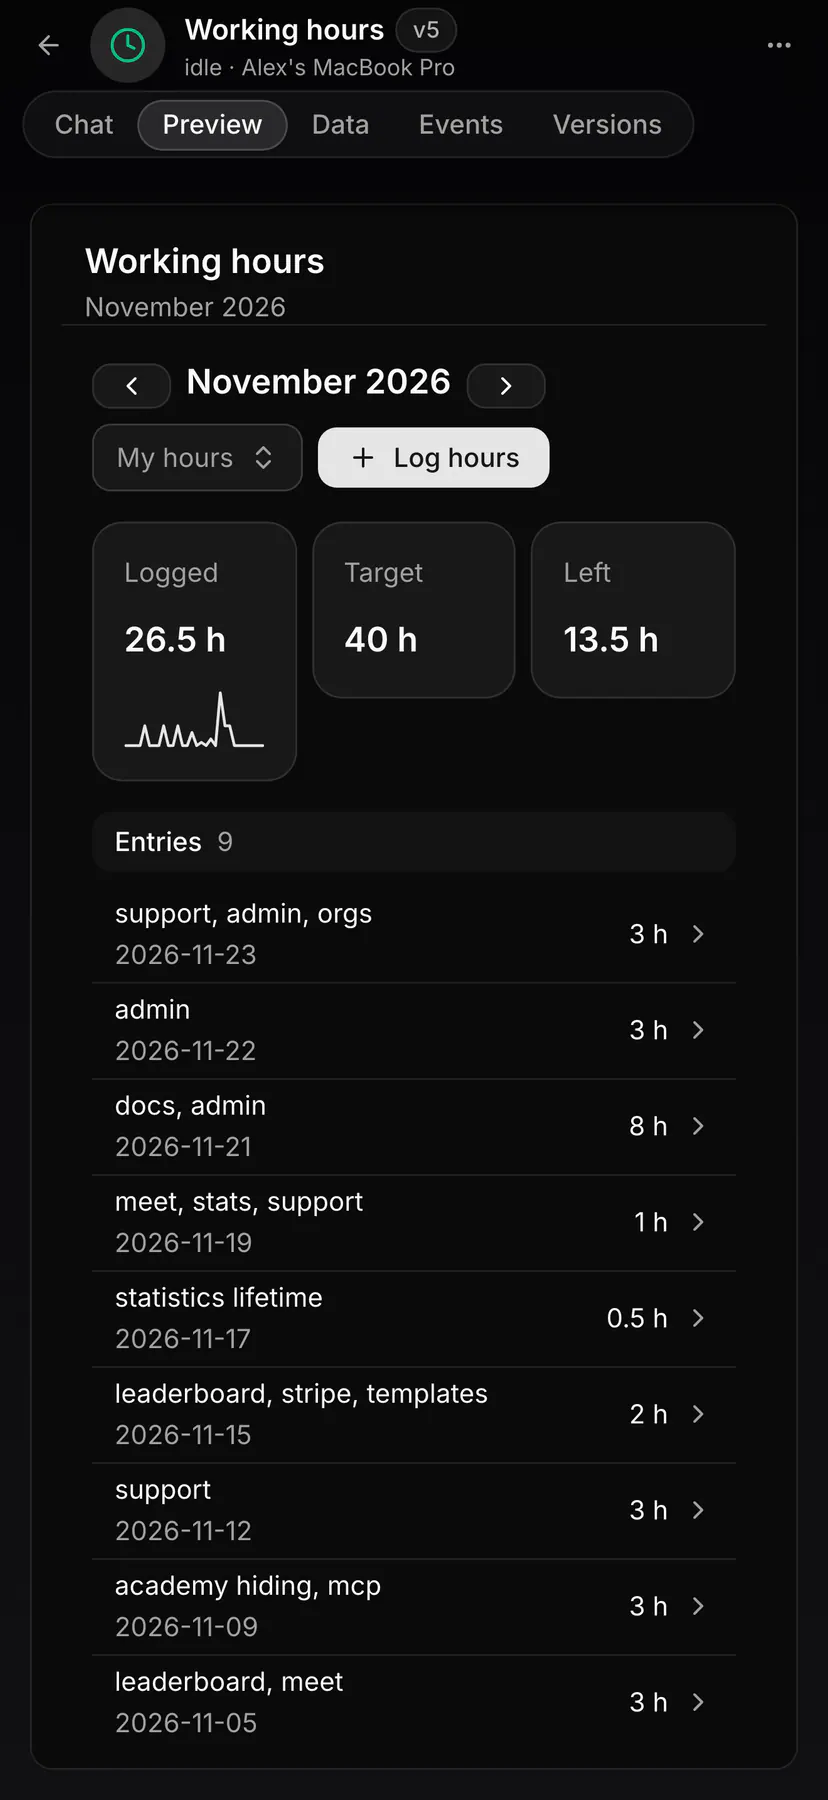 Working hours v5
idle · Alex's MacBook Pro
Chat Preview Data Events Versions
Working hours
November 2026
November 2026
My hours + Log hours
Logged Target Left
26.5 h 40 h 13.5 h
Entries 9
support, admin, orgs
2026-11-23
3 h
admin
2026-11-22
3 h
docs, admin
2026-11-21
8 h
meet, stats, support
2026-11-19
1 h
statistics lifetime
2026-11-17
0.5 h
leaderboard, stripe, templates
2026-11-15
2 h
support
2026-11-12
3 h
academy hiding, mcp
2026-11-09
3 h
leaderboard, meet
2026-11-05
3 h